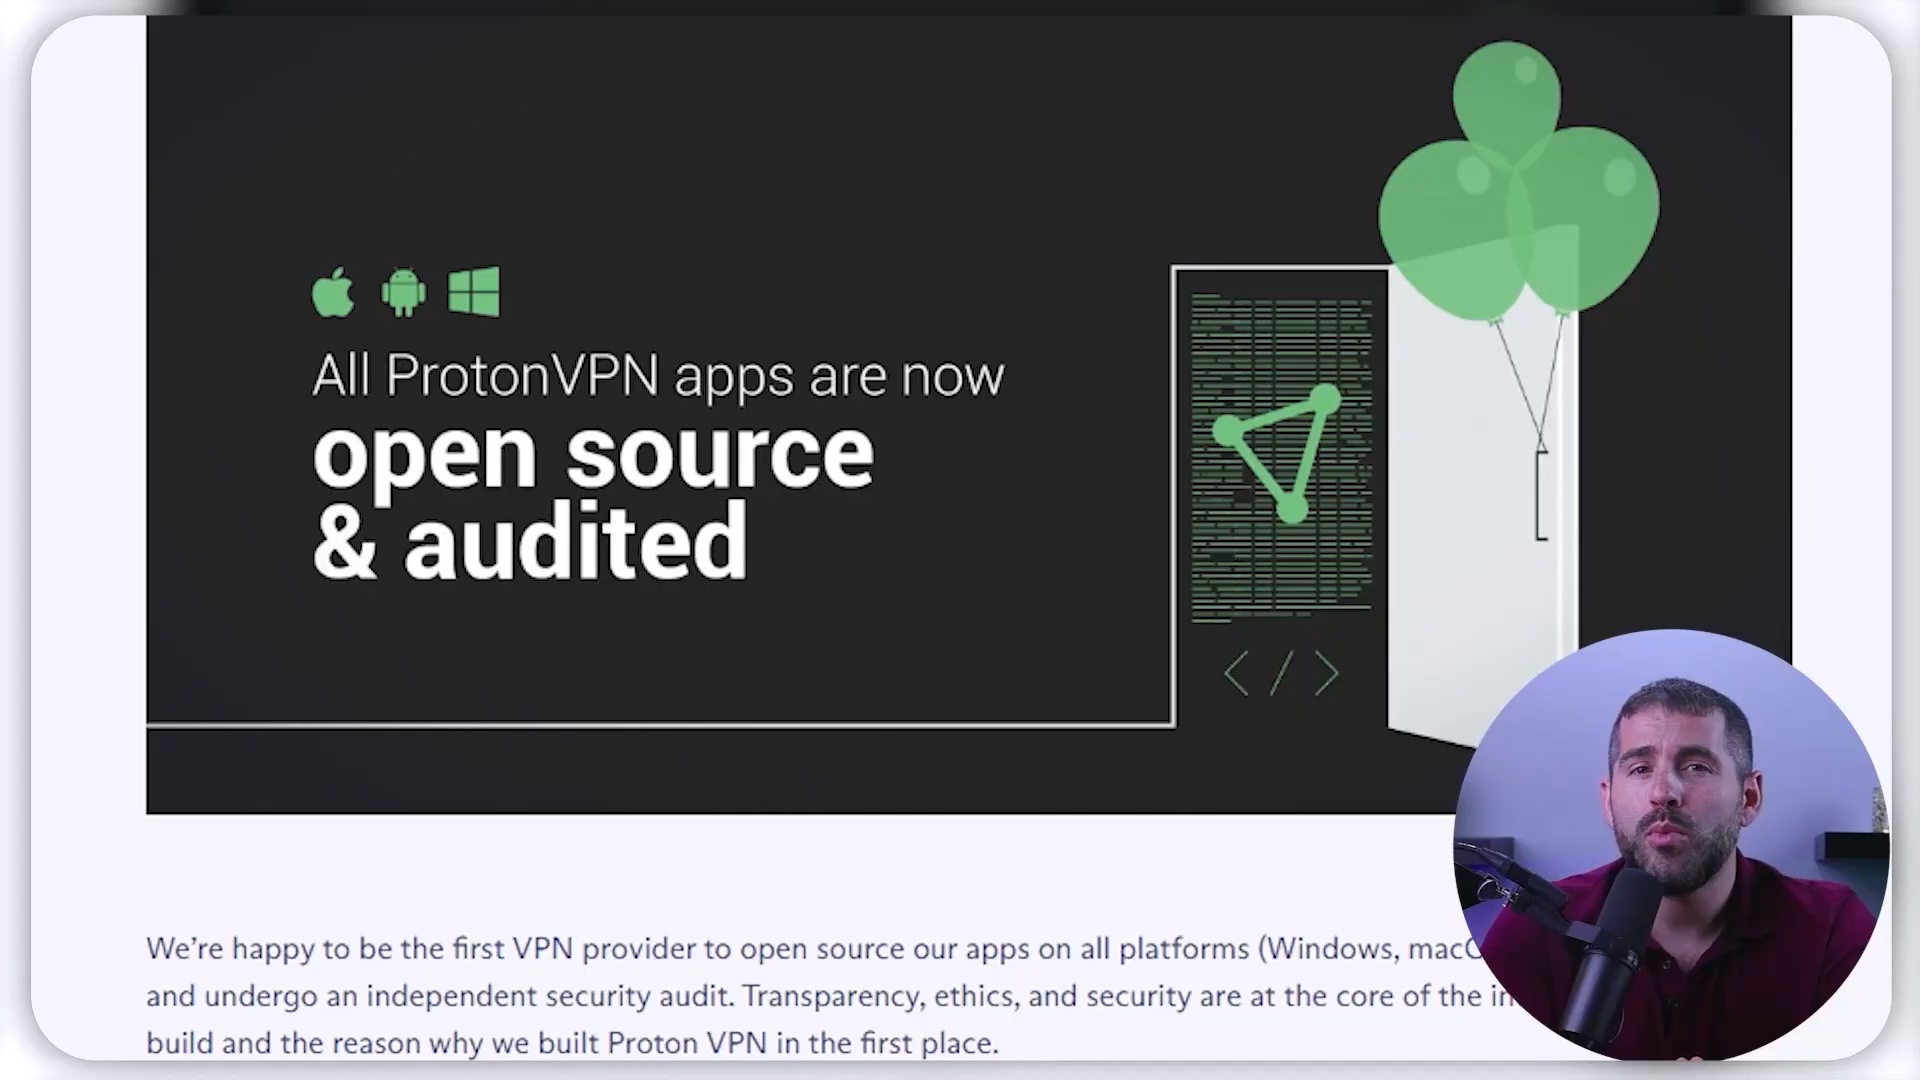 All ProtonVPN apps are now
open source
& audited
</>
We’re happy to be the first VPN provider to open source our apps on all platforms (Windows,
and undergo an independent security audit. Transparency, ethics, and security are at the core of the
build and the reason why we built Proton VPN in the first place.